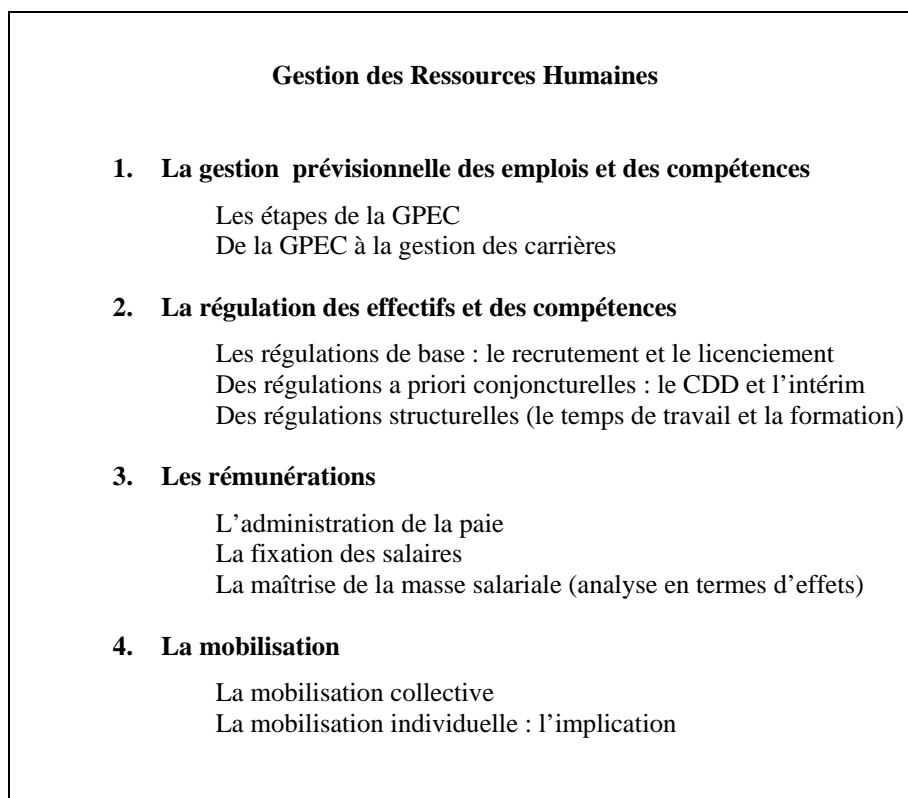 Gestion des Ressources Humaines
1. La gestion prévisionnelle des emplois et des compétences
Les étapes de la GPEC
De la GPEC à la gestion des carrières
2. La régulation des effectifs et des compétences
Les régulations de base : le recrutement et le licenciement
Des régulations a priori conjoncturelles : le CDD et l’intérim
Des régulations structurelles (le temps de travail et la formation)
3. Les rémunérations
L’administration de la paie
La fixation des salaires
La maîtrise de la masse salariale (analyse en termes d’effets)
4. La mobilisation
La mobilisation collective
La mobilisation individuelle : l’implication